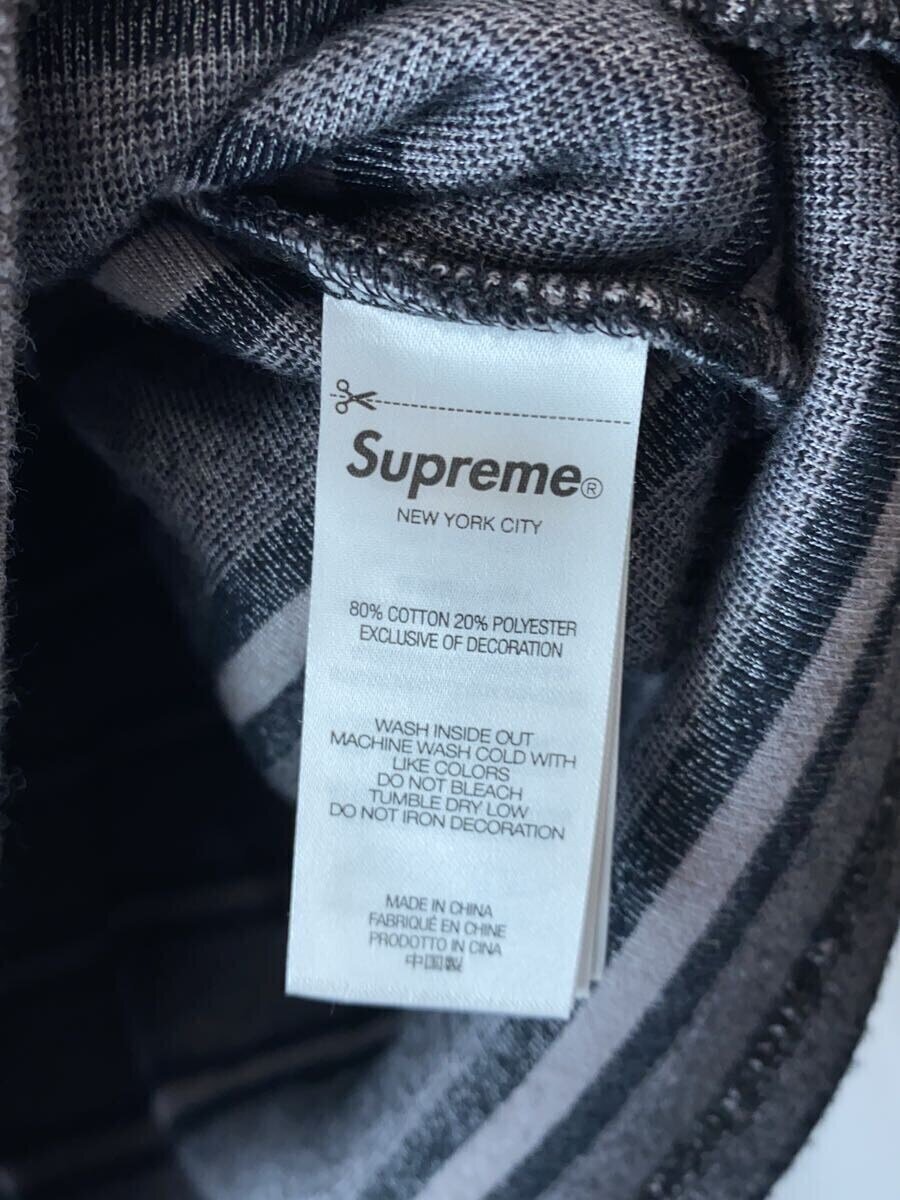 Supreme®
NEW YORK CITY
80% COTTON 20% POLYESTER
EXCLUSIVE OF DECORATION
WASH INSIDE OUT
MACHINE WASH COLD WITH
LIKE COLORS
DO NOT BLEACH
TUMBLE DRY LOW
DO NOT IRON DECORATION
MADE IN CHINA
FABRIQUÉ EN CHINE
PRODOTTO IN CINA
中国製